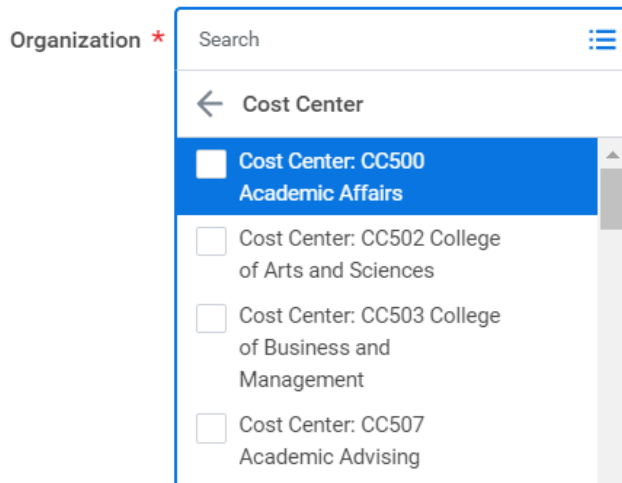 Organization *
Search
Cost Center
Cost Center: CC500
Academic Affairs
Cost Center: CC502 College
of Arts and Sciences
Cost Center: CC503 College
of Business and
Management
Cost Center: CC507
Academic Advising